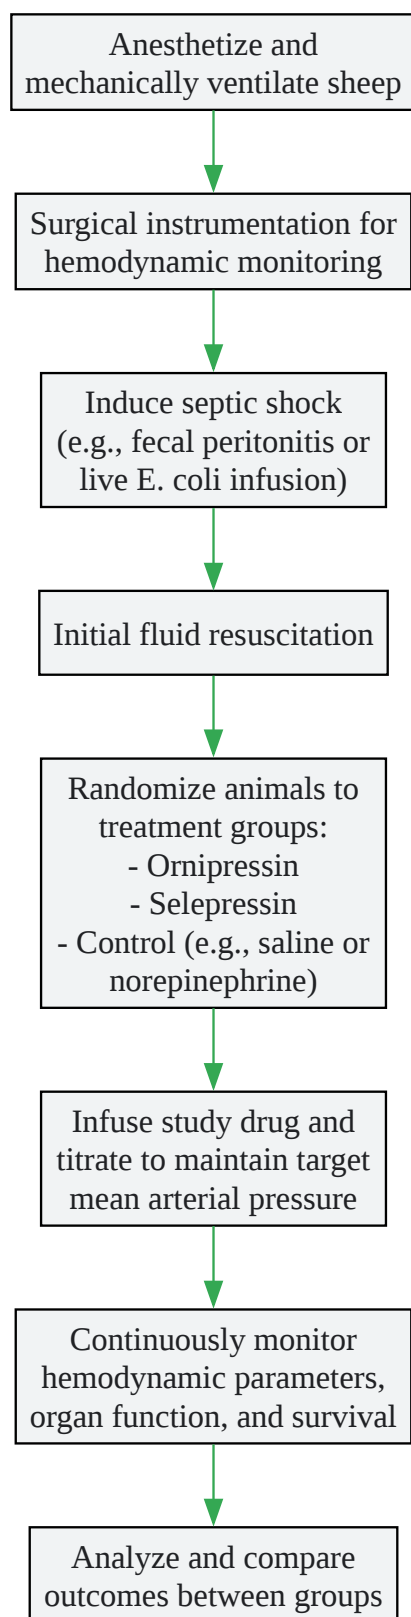 Anesthetize and
mechanically ventilate sheep
Surgical instrumentation for
hemodynamic monitoring
Induce septic shock
(e.g., fecal peritonitis or
live E. coli infusion)
Initial fluid resuscitation
Randomize animals to
treatment groups:
- Ornipressin
- Selepressin
- Control (e.g., saline or
norepinephrine)
Infuse study drug and
titrate to maintain target
mean arterial pressure
Continuously monitor
hemodynamic parameters,
organ function, and survival
Analyze and compare
outcomes between groups